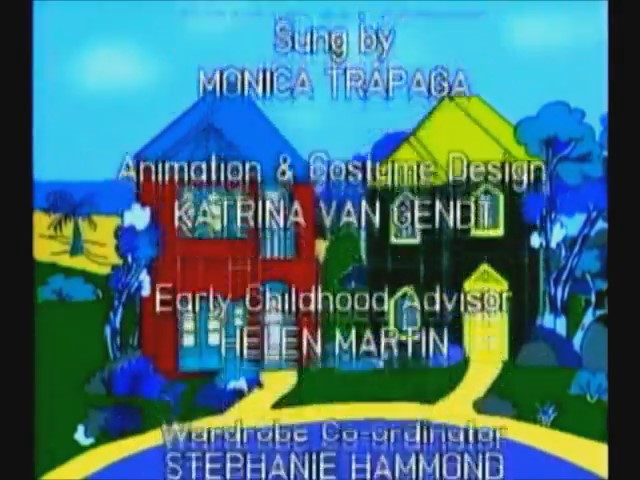 Sung by
MONICA TRAPAGA
Animation & Costume Design
KATRINA VAN GENDT
Early Childhood Advisor
HELEN MARTIN
Wardrobe Co-ordinator
STEPHANIE HAMMOND